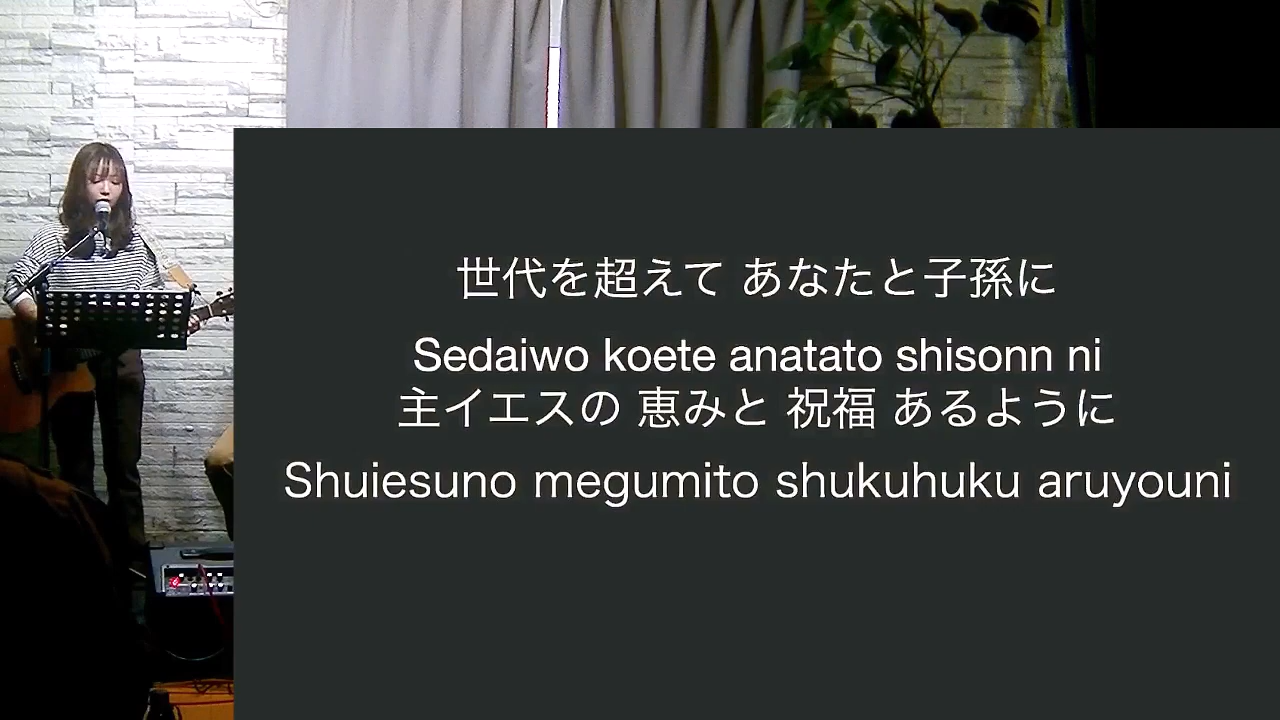 世代を超えて あなたと子孫に
Sedaiwo koete anatato shisonn ni
主イエスの 恵みと 祝福 あるように
Shuiesuno megumito shukuhuku aruyouni